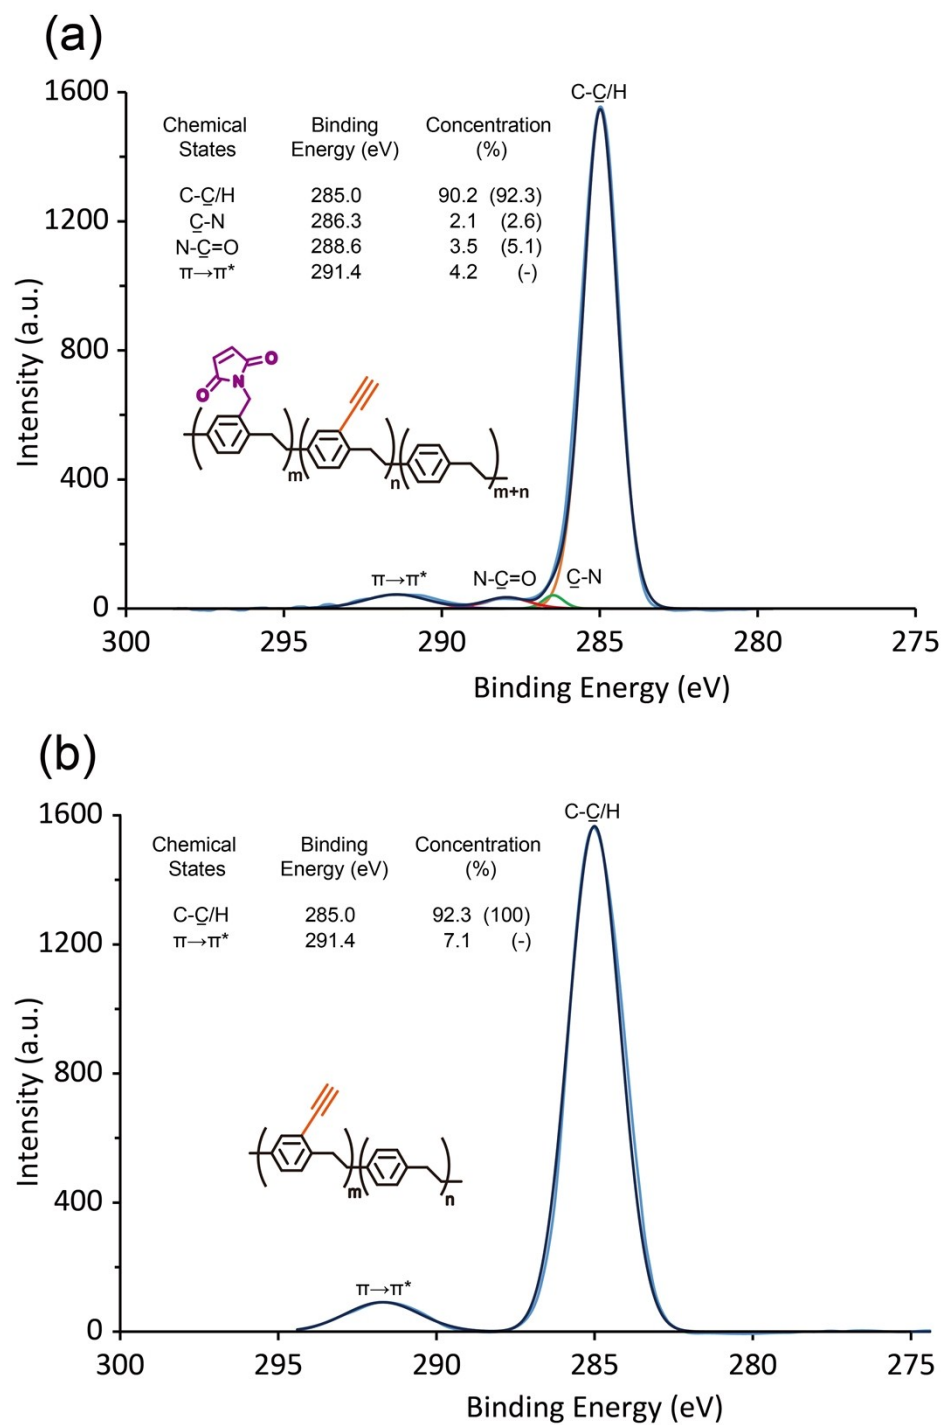 (a)
C-C̲/H
Chemical States Binding Energy (eV) Concentration (%)
C-C̲/H 285.0 90.2 (92.3)
C̲-N 286.3 2.1 (2.6)
N-C̲=O 288.6 3.5 (5.1)
π→π* 291.4 4.2 (-)
O
N
O
m
n
m+n
π→π* N-C̲=O C̲-N
1600
1200
800
400
0
Intensity (a.u.)
300 295 290 285 280 275
Binding Energy (eV)
(b)
C-C̲/H
Chemical States Binding Energy (eV) Concentration (%)
C-C̲/H 285.0 92.3 (100)
π→π* 291.4 7.1 (-)
m
n
π→π*
1600
1200
800
400
0
Intensity (a.u.)
300 295 290 285 280 275
Binding Energy (eV)